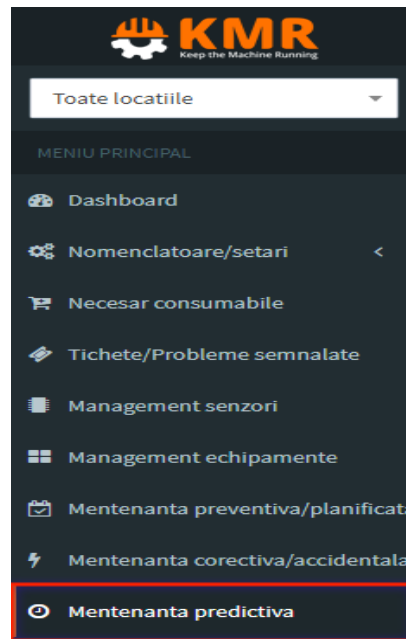 KMR
Keep the Machine Running
Toate locatiile
MENIU PRINCIPAL
Dashboard
Nomenclatoare/setari
Necesar consumabile
Tichete/Probleme semnalate
Management senzori
Management echipamente
Mentenanta preventiva/planificata
Mentenanta corectiva/accidentala
Mentenanta predictiva